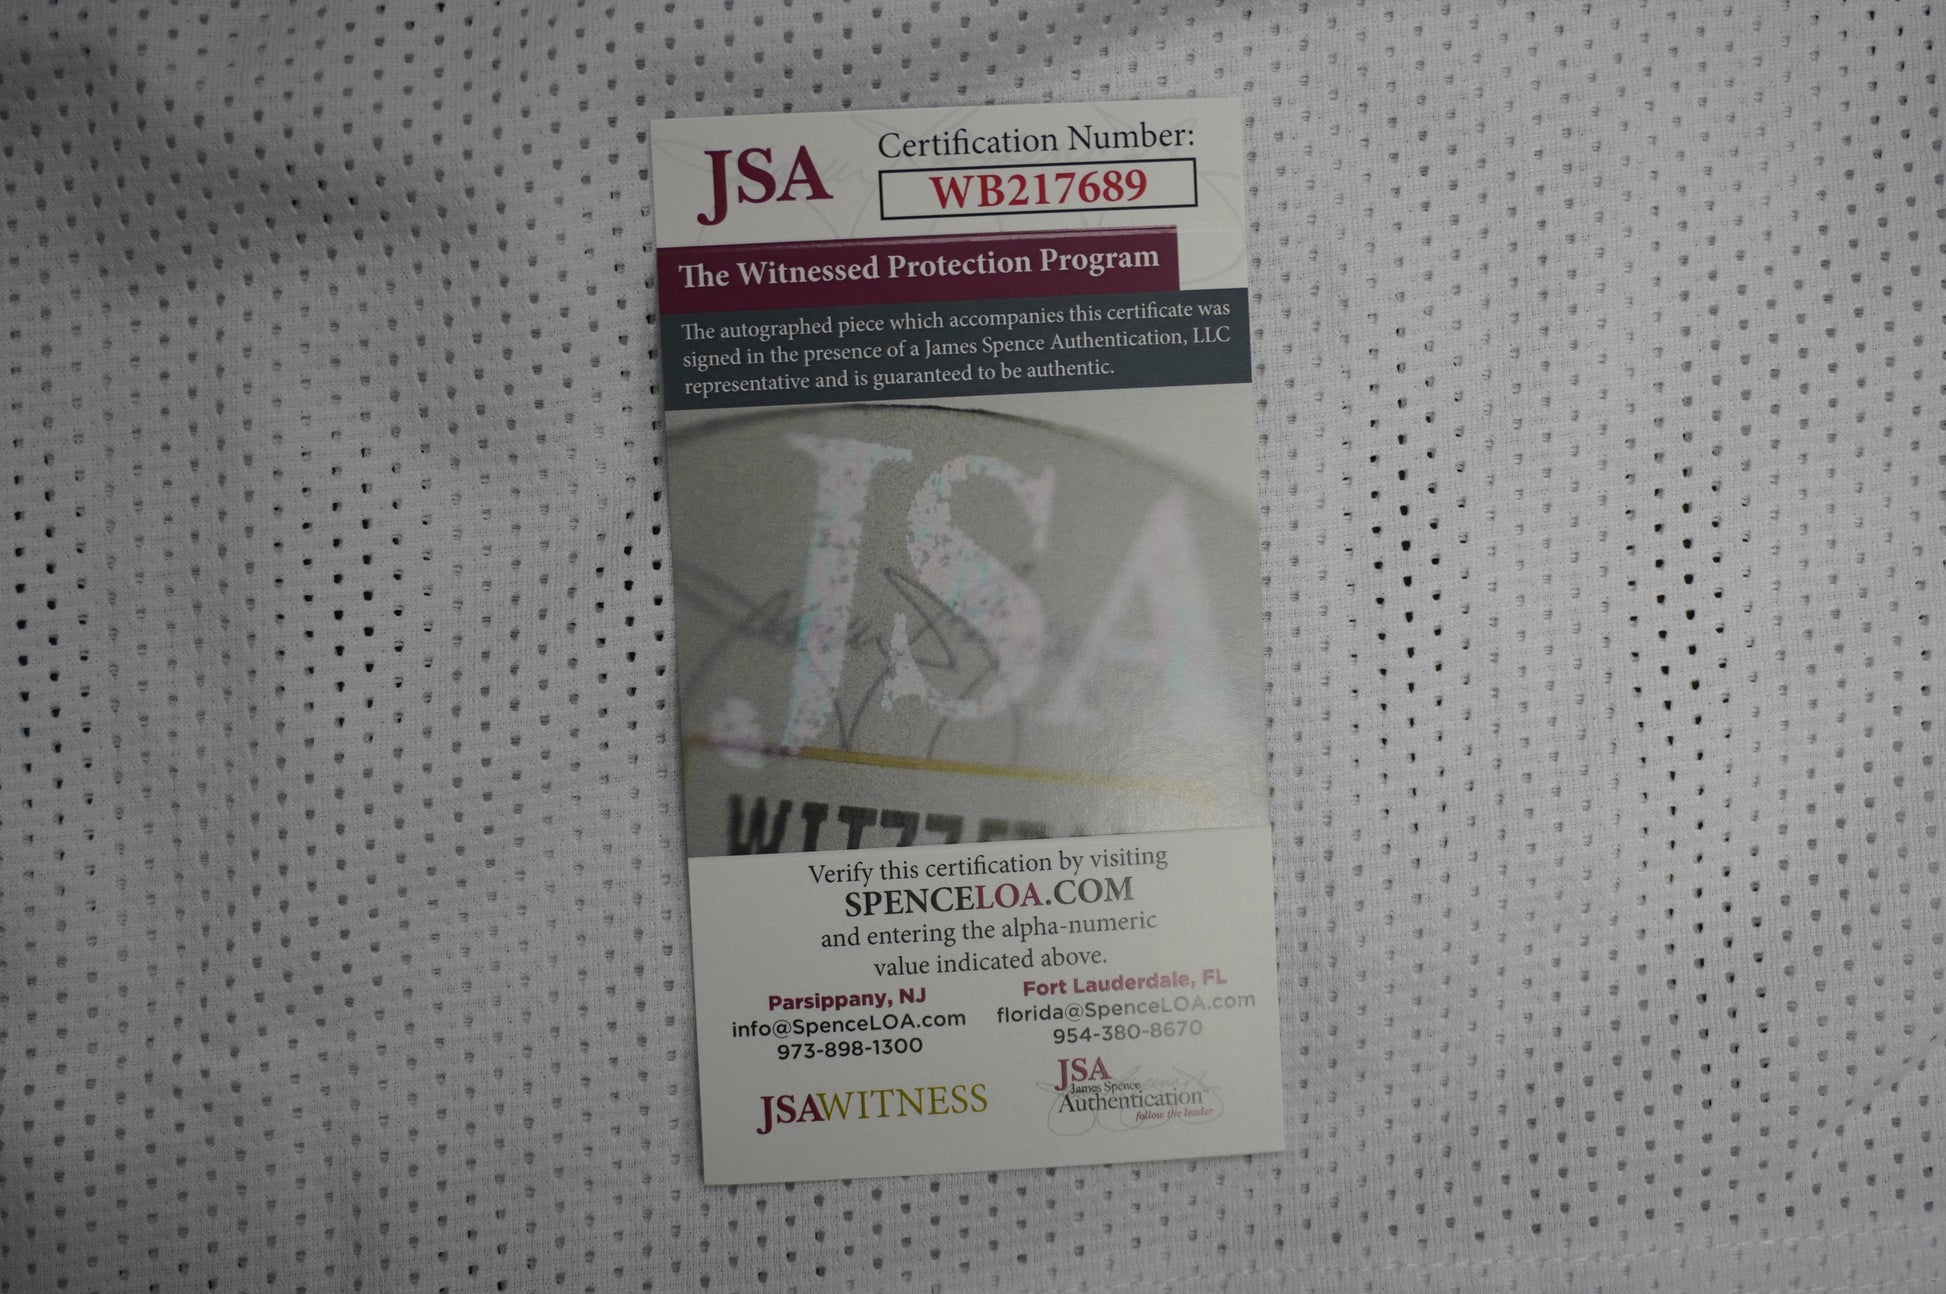 JSA
Certification Number:
WB217689
The Witnessed Protection Program
The autographed piece which accompanies this certificate was
signed in the presence of a James Spence Authentication, LLC
representative and is guaranteed to be authentic.
JSA
Verify this certification by visiting
SPENCELOA.COM
and entering the alpha-numeric
value indicated above.
Parsippany, NJ
info@SpenceLOA.com
973-898-1300
Fort Lauderdale, FL
florida@SpenceLOA.com
954-380-8670
JSAWITNESS
JSA
James Spence
Authentication
follow the leader